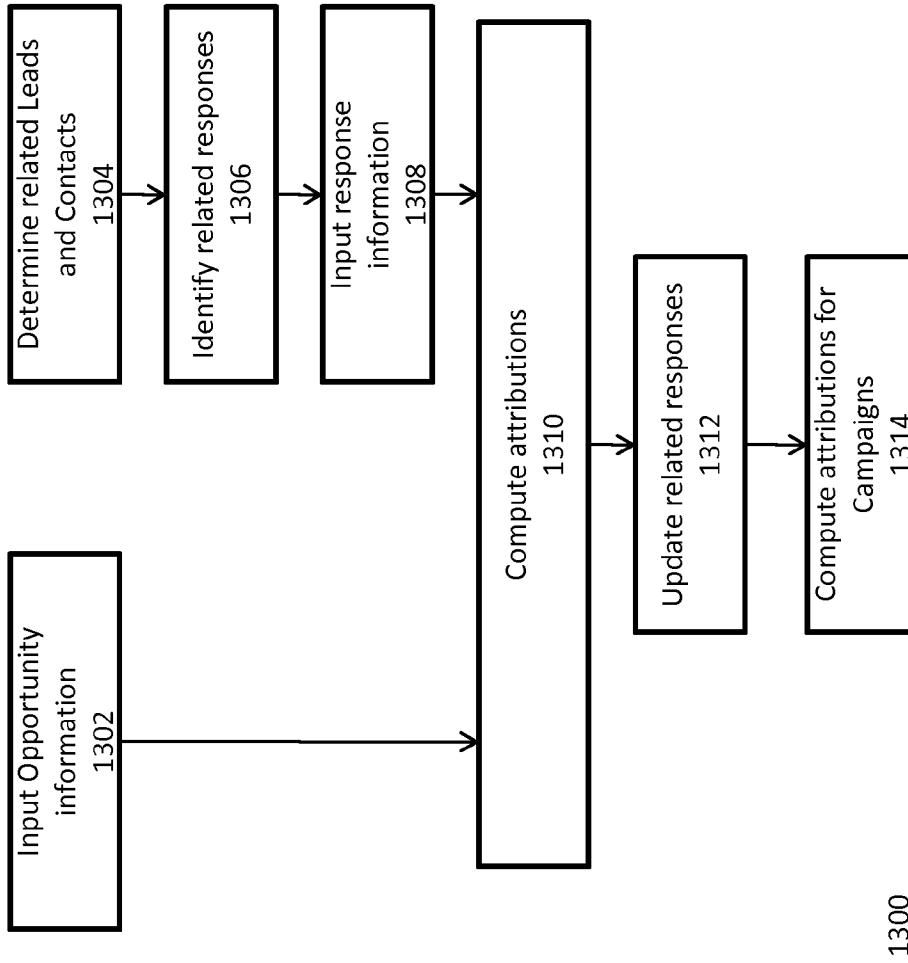 Input Opportunity
information
1302
Determine related Leads
and Contacts
1304
Identify related responses
1306
Input response
information
1308
Compute attributions
1310
Update related responses
1312
Compute attributions for
Campaigns
1314
1300